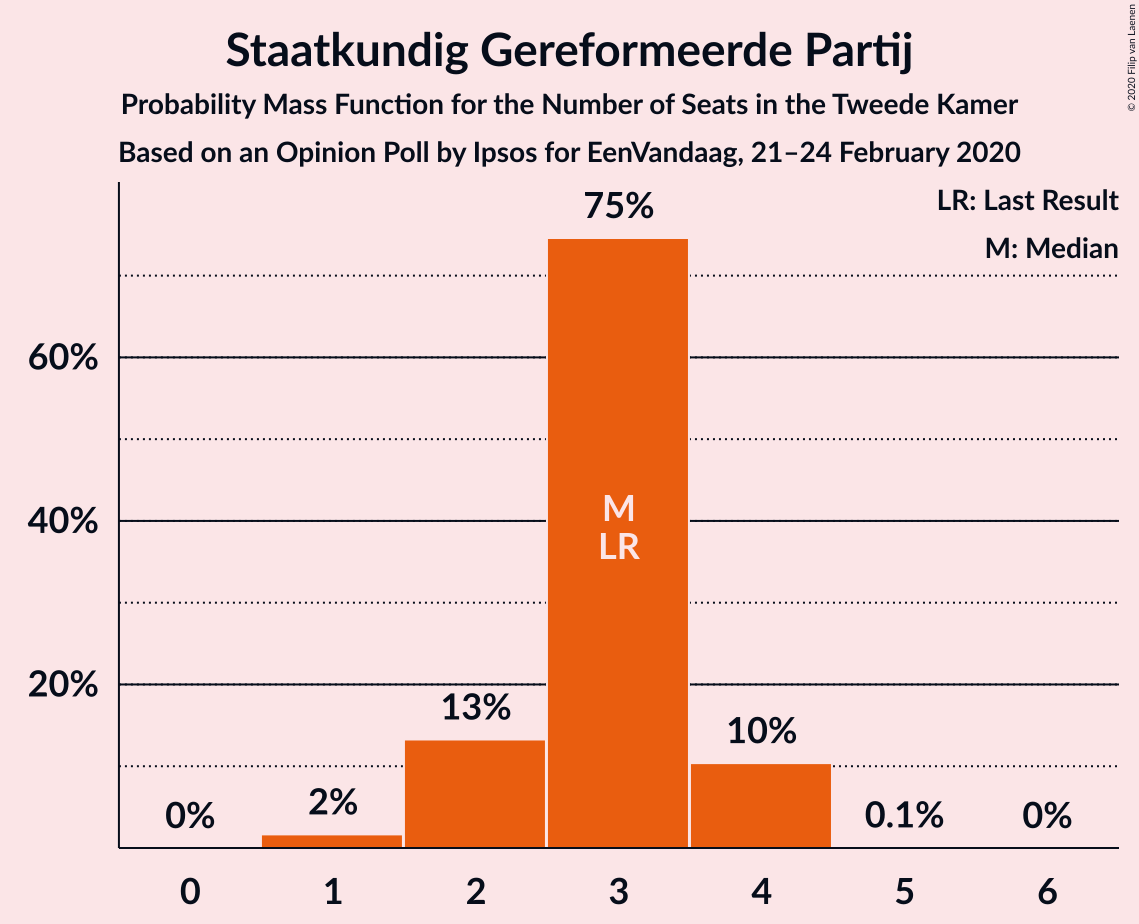 Staatkundig Gereformeerde Partij
Probability Mass Function for the Number of Seats in the Tweede Kamer
Based on an Opinion Poll by Ipsos for EenVandaag, 21–24 February 2020
© 2020 Filip van Laenen
LR: Last Result
M: Median
75%
60%
40%
20%
M
LR
13%
10%
2%
0%
0.1%
0%
0 1 2 3 4 5 6